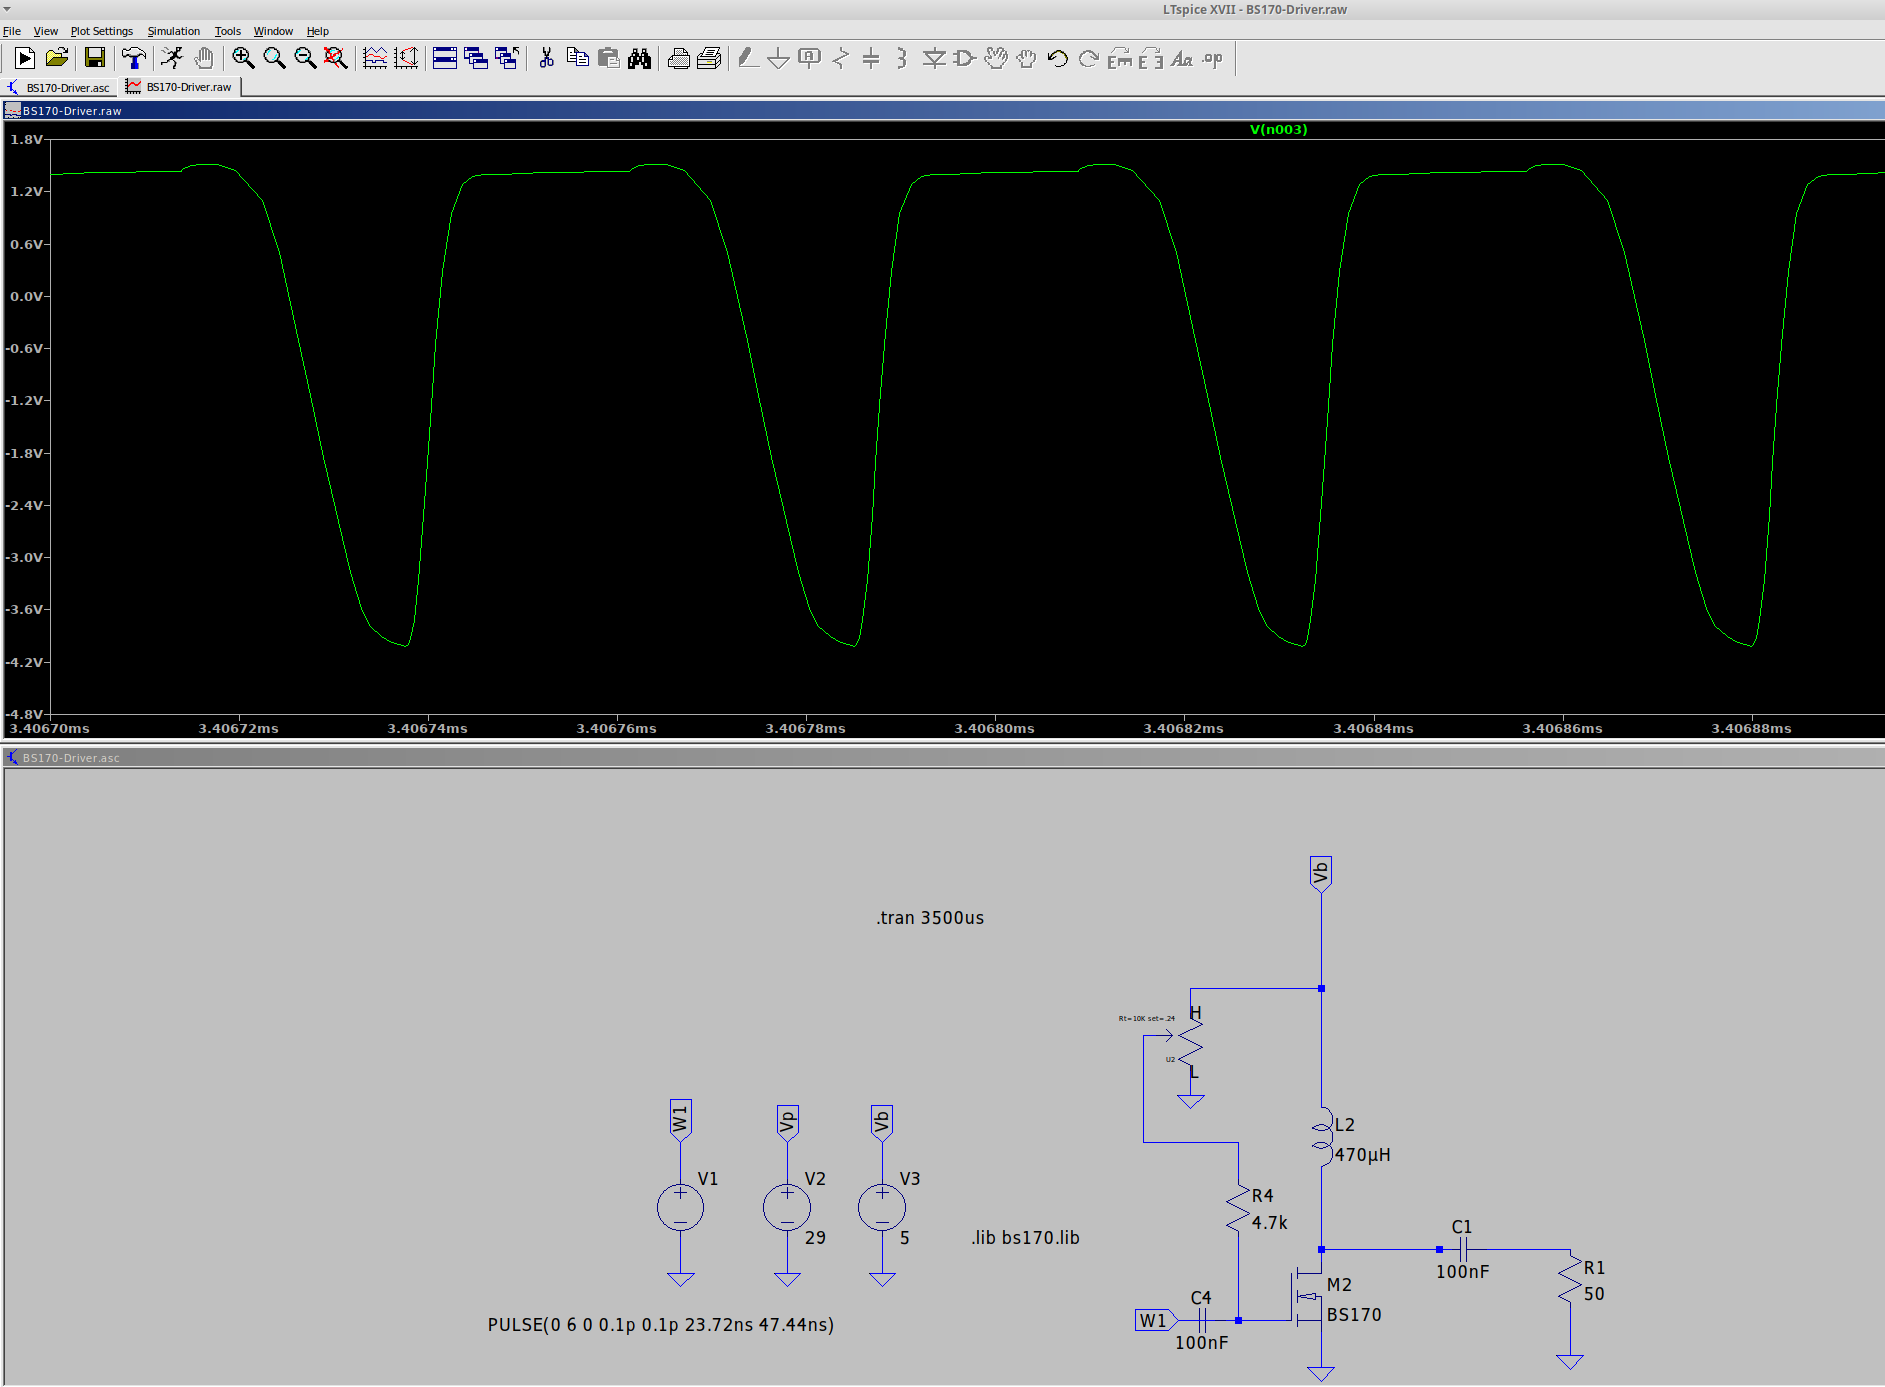 LTspice XVII - BS170-Driver.raw
File View Plot Settings Simulation Tools Window Help
BS170-Driver.asc BS170-Driver.raw
BS170-Driver.raw
V(n003)
1.8V
1.2V
0.6V
0.0V
-0.6V
-1.2V
-1.8V
-2.4V
-3.0V
-3.6V
-4.2V
-4.8V
3.40670ms 3.40672ms 3.40674ms 3.40676ms 3.40678ms 3.40680ms 3.40682ms 3.40684ms 3.40686ms 3.40688ms
BS170-Driver.asc
Vb
.tran 3500us
H
Rt=10K set=.24
U2
L
W1 Vp Vb
L2
470µH
V1 V2 V3
R4
4.7k
29 5
.lib bs170.lib
C1
100nF
R1
50
M2
BS170
C4
W1
100nF
PULSE(0 6 0 0.1p 0.1p 23.72ns 47.44ns)